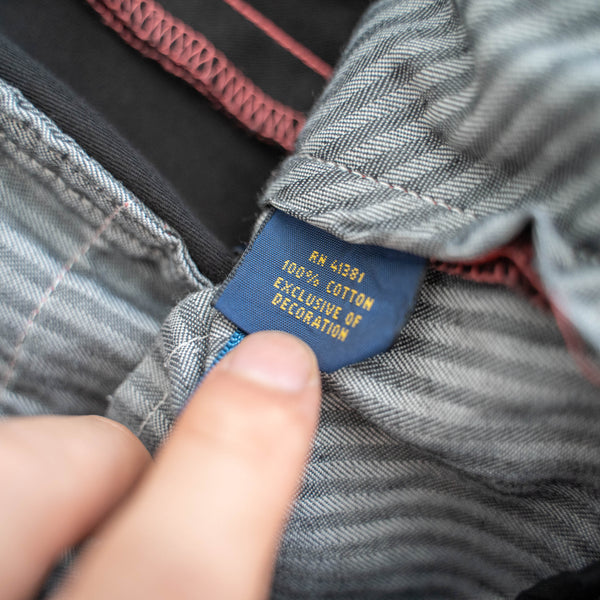 RN 41381
100% COTTON
EXCLUSIVE OF
DECORATION